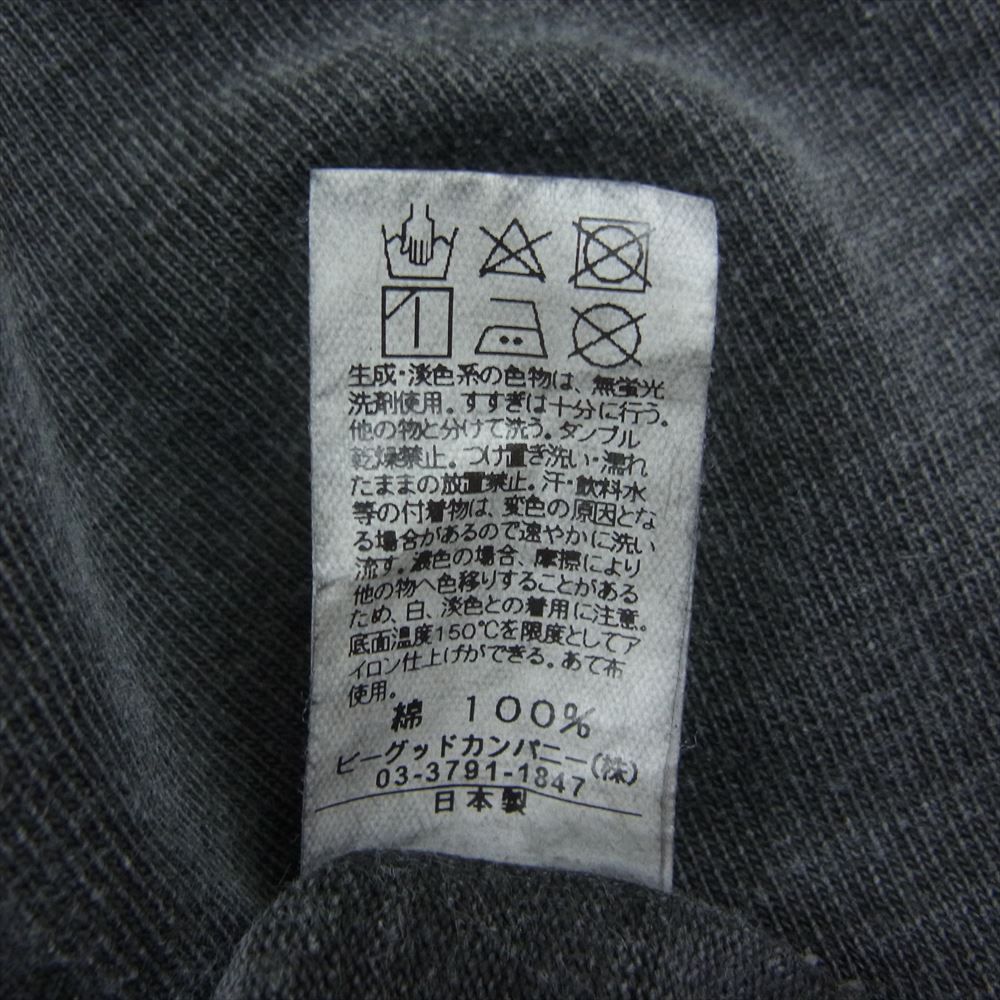 生成・淡色系の色物は、無蛍光
洗剤使用。すすぎは十分に行う。
他の物と分けて洗う。タンブル
乾燥禁止。つけ置き洗い・濡れ
たままの放置禁止。汗・飲料水
等の付着物は、変色の原因とな
る場合があるので速やかに洗い
流す。濃色の場合、摩擦により
他の物へ色移りすることがある
ため、白、淡色との着用に注意。
底面温度150℃を限度としてア
イロン仕上げができる。あて布
使用。
綿 100%
ビーグッドカンパニー(株)
03-3791-1847
日本製